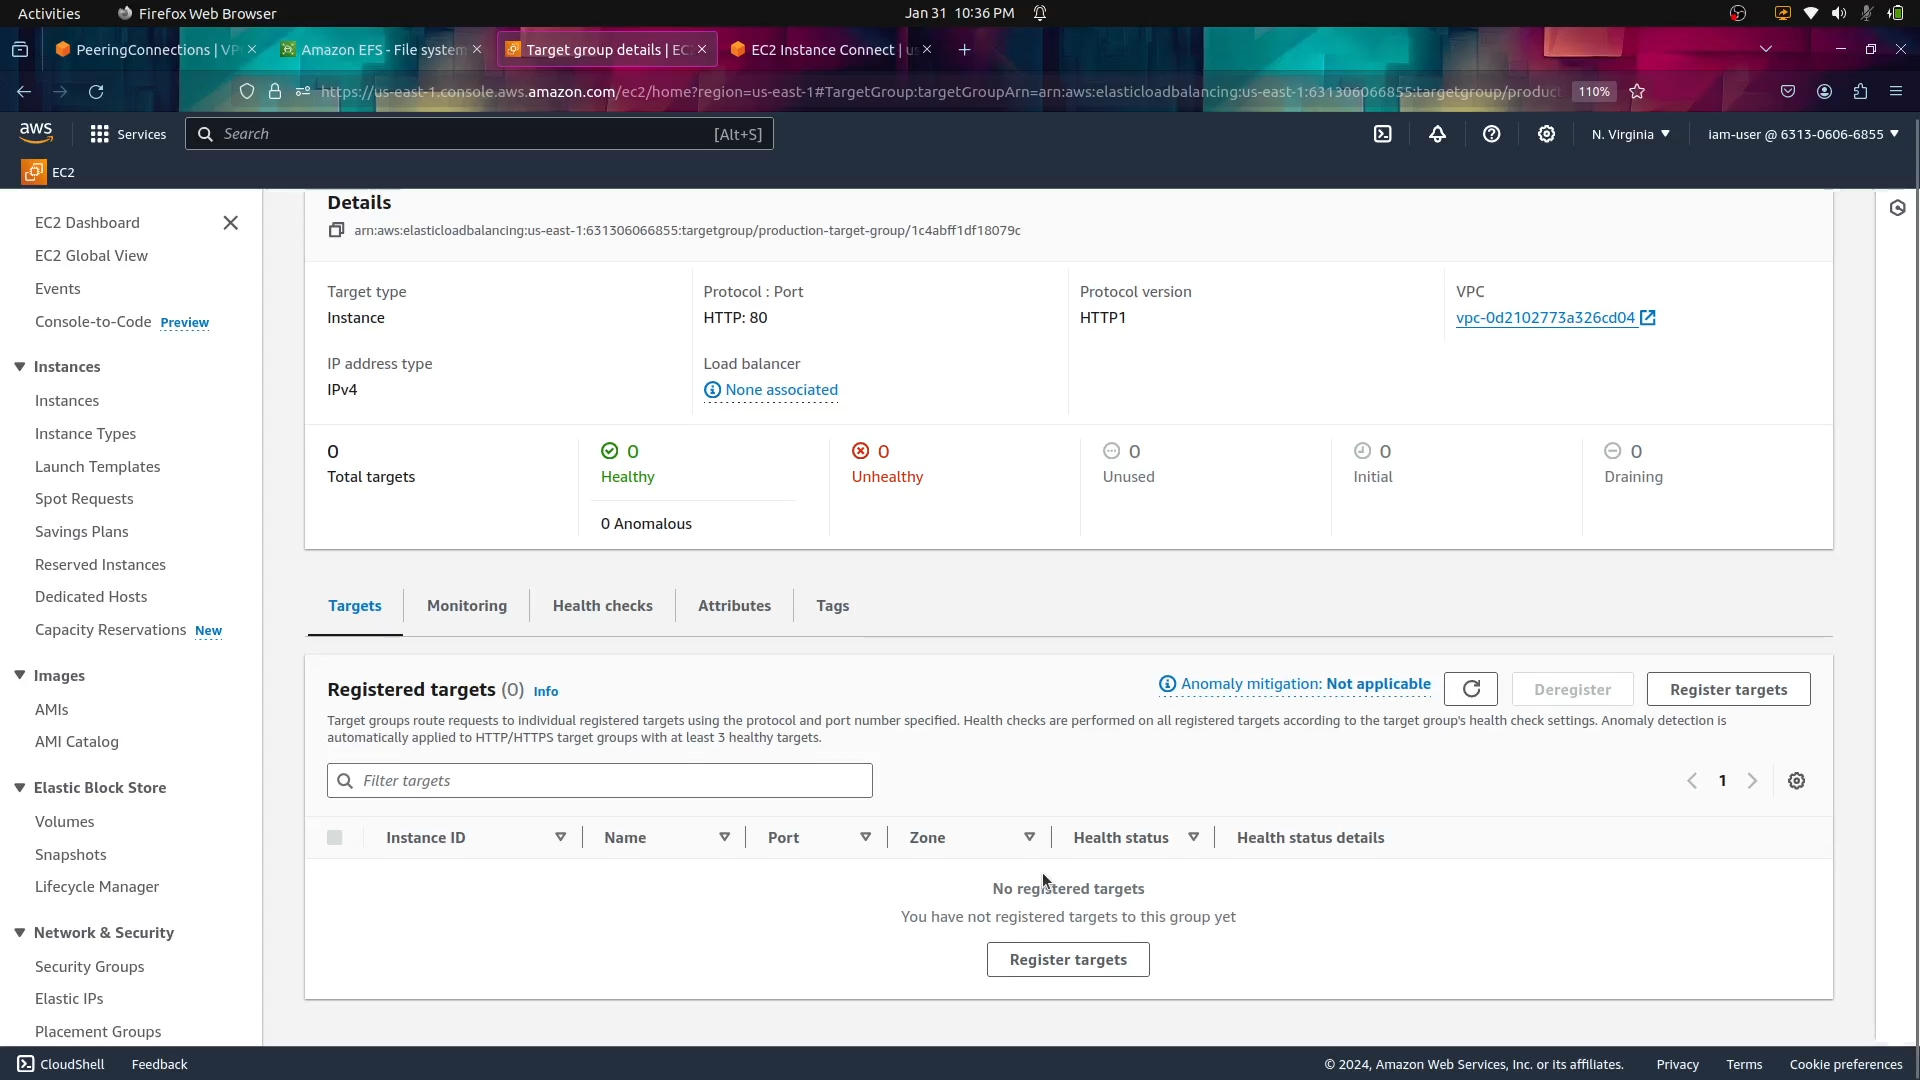 Activities
Firefox Web Browser
Jan 31 10:36 PM
PeeringConnections | VP
Amazon EFS - File system
Target group details | EC
EC2 Instance Connect | us
https://us-east-1.console.aws.amazon.com/ec2/home?region=us-east-1#TargetGroup:targetGroupArn=arn:aws:elasticloadbalancing:us-east-1:631306066855:targetgroup/product
110%
aws
Services
Search
[Alt+S]
N. Virginia
iam-user @ 6313-0606-6855
EC2
EC2 Dashboard
EC2 Global View
Events
Console-to-Code Preview
Instances
Instances
Instance Types
Launch Templates
Spot Requests
Savings Plans
Reserved Instances
Dedicated Hosts
Capacity Reservations New
Images
AMIs
AMI Catalog
Elastic Block Store
Volumes
Snapshots
Lifecycle Manager
Network & Security
Security Groups
Elastic IPs
Placement Groups
Details
arn:aws:elasticloadbalancing:us-east-1:631306066855:targetgroup/production-target-group/1c4abff1df18079c
Target type
Instance
Protocol : Port
HTTP: 80
Protocol version
HTTP1
VPC
vpc-0d2102773a326cd04
IP address type
IPv4
Load balancer
None associated
0
Total targets
0
Healthy
0 Anomalous
0
Unhealthy
0
Unused
0
Initial
0
Draining
Targets
Monitoring
Health checks
Attributes
Tags
Registered targets (0) Info
Anomaly mitigation: Not applicable
Deregister
Register targets
Target groups route requests to individual registered targets using the protocol and port number specified. Health checks are performed on all registered targets according to the target group's health check settings. Anomaly detection is
automatically applied to HTTP/HTTPS target groups with at least 3 healthy targets.
Filter targets
1
Instance ID
Name
Port
Zone
Health status
Health status details
No registered targets
You have not registered targets to this group yet
Register targets
CloudShell
Feedback
© 2024, Amazon Web Services, Inc. or its affiliates.
Privacy
Terms
Cookie preferences